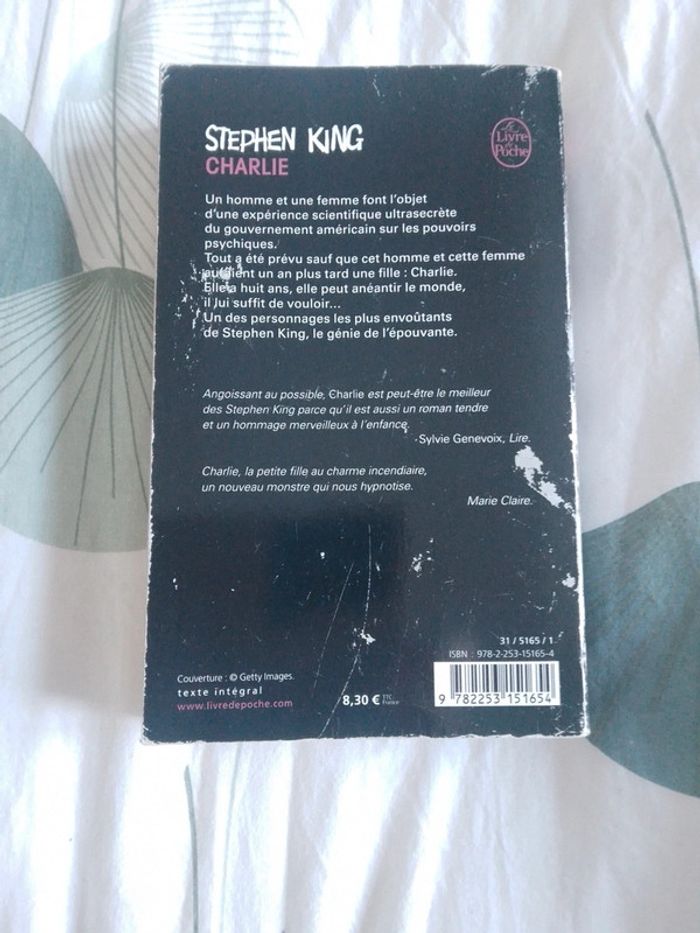 STEPHEN KING
CHARLIE
Le
Livre
de
Poche
Un homme et une femme font l'objet
d'une expérience scientifique ultrasecrète
du gouvernement américain sur les pouvoirs
psychiques.
Tout a été prévu sauf que cet homme et cette femme
auraient un an plus tard une fille : Charlie.
Elle a huit ans, elle peut anéantir le monde,
il lui suffit de vouloir...
Un des personnages les plus envoûtants
de Stephen King, le génie de l'épouvante.
Angoissant au possible, Charlie est peut-être le meilleur
des Stephen King parce qu'il est aussi un roman tendre
et un hommage merveilleux à l'enfance.
Sylvie Genevoix, Lire.
Charlie, la petite fille au charme incendiaire,
un nouveau monstre qui nous hypnotise.
Marie Claire.
31 / 5165 / 1
ISBN : 978-2-253-15165-4
Couverture : © Getty Images.
texte intégral
www.livredepoche.com
8,30 € TTC France
9 782253 151654